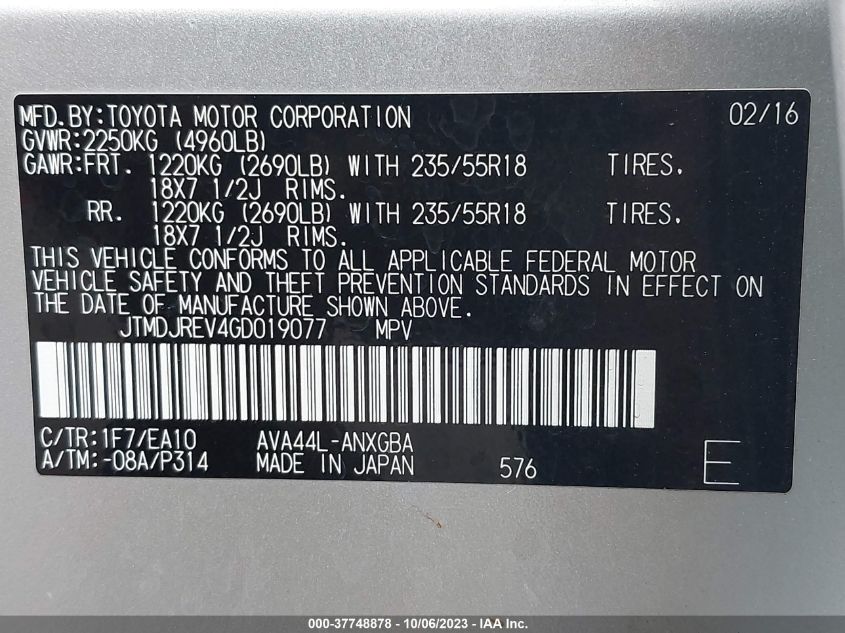 MFD.BY:TOYOTA MOTOR CORPORATION 02/16
GVWR:2250KG (4960LB)
GAWR:FRT. 1220KG (2690LB) WITH 235/55R18 TIRES.
18X7 1/2J RIMS.
RR. 1220KG (2690LB) WITH 235/55R18 TIRES.
18X7 1/2J RIMS.
THIS VEHICLE CONFORMS TO ALL APPLICABLE FEDERAL MOTOR
VEHICLE SAFETY AND THEFT PREVENTION STANDARDS IN EFFECT ON
THE DATE OF MANUFACTURE SHOWN ABOVE.
JTMDJREV4GD019077 MPV
C/TR:1F7/EA10 AVA44L-ANXGBA
A/TM:-08A/P314 MADE IN JAPAN 576 E
000-37748878 - 10/06/2023 - IAA Inc.